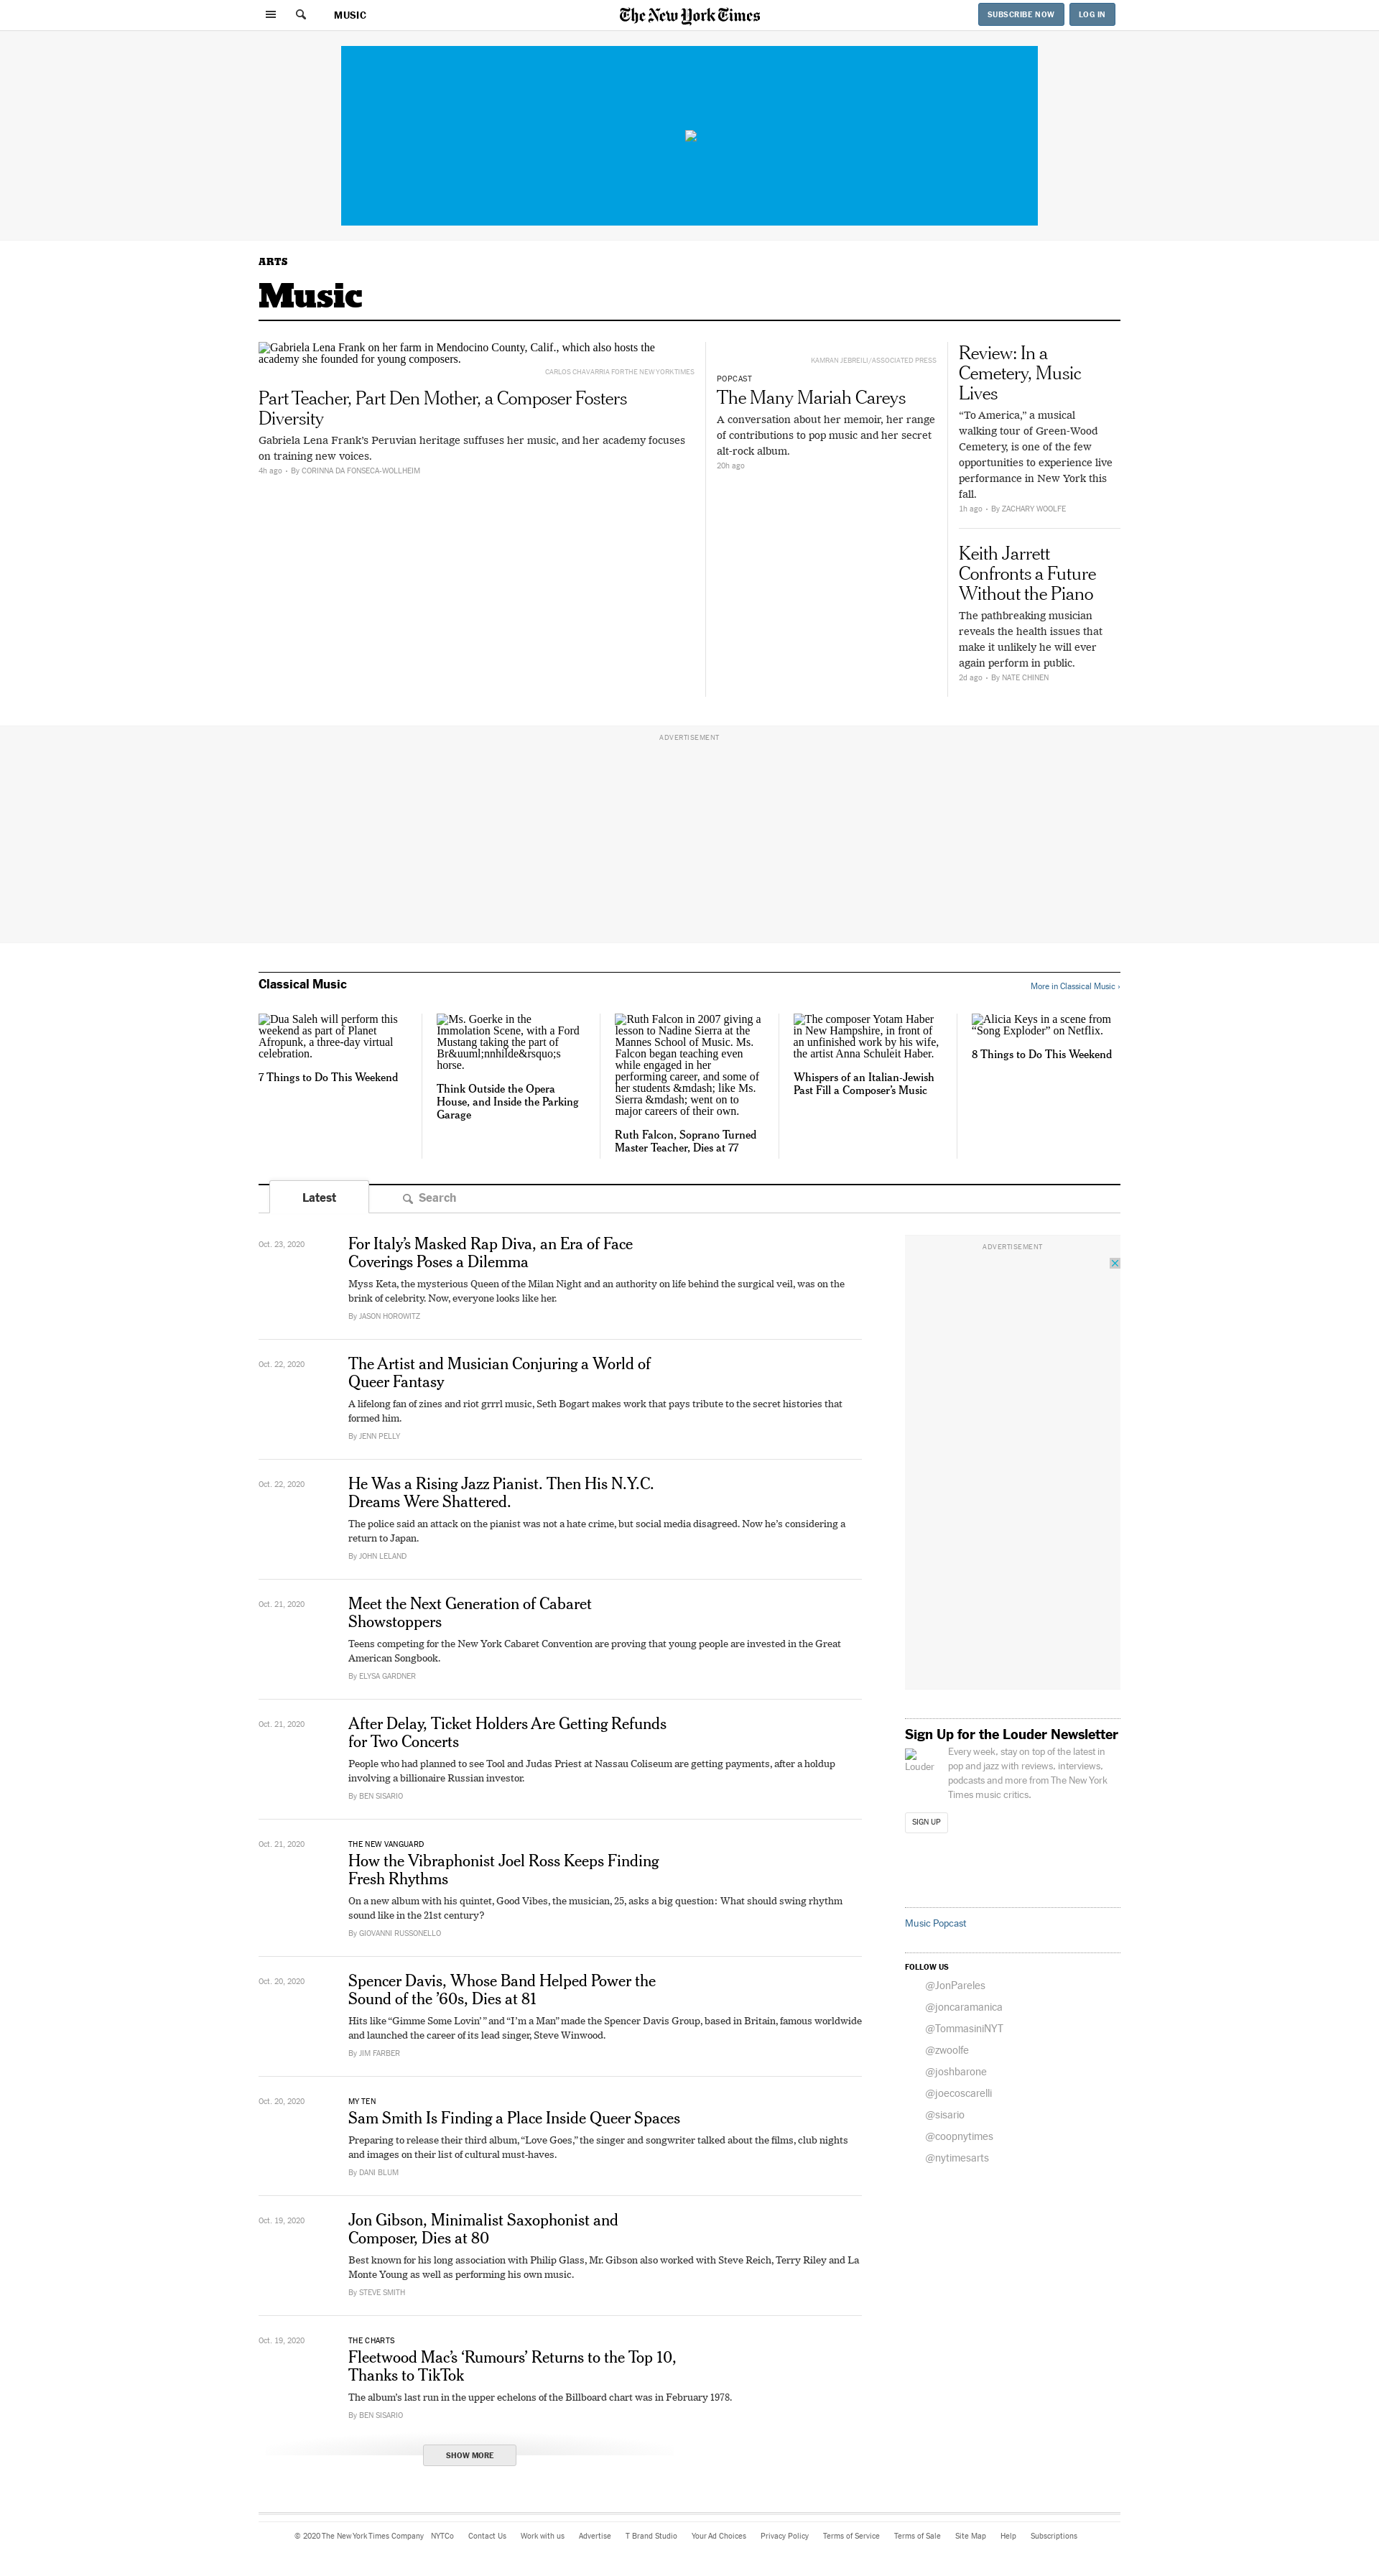 MUSIC
The New York Times
SUBSCRIBE NOW
LOG IN
ARTS
Music
Gabriela Lena Frank on her farm in Mendocino County, Calif., which also hosts the
academy she founded for young composers.
CARLOS CHAVARRIA FOR THE NEW YORK TIMES
Part Teacher, Part Den Mother, a Composer Fosters
Diversity
Gabriela Lena Frank’s Peruvian heritage suffuses her music, and her academy focuses
on training new voices.
4h ago • By CORINNA DA FONSECA-WOLLHEIM
KAMRAN JEBREILI/ASSOCIATED PRESS
POPCAST
The Many Mariah Careys
A conversation about her memoir, her range
of contributions to pop music and her secret
alt-rock album.
20h ago
Review: In a
Cemetery, Music
Lives
“To America,” a musical
walking tour of Green-Wood
Cemetery, is one of the few
opportunities to experience live
performance in New York this
fall.
1h ago • By ZACHARY WOOLFE
Keith Jarrett
Confronts a Future
Without the Piano
The pathbreaking musician
reveals the health issues that
make it unlikely he will ever
again perform in public.
2d ago • By NATE CHINEN
ADVERTISEMENT
Classical Music
More in Classical Music ›
Dua Saleh will perform this
weekend as part of Planet
Afropunk, a three-day virtual
celebration.
7 Things to Do This Weekend
Ms. Goerke in the
Immolation Scene, with a Ford
Mustang taking the part of
Br&uuml;nnhilde&rsquo;s
horse.
Think Outside the Opera
House, and Inside the Parking
Garage
Ruth Falcon in 2007 giving a
lesson to Nadine Sierra at the
Mannes School of Music. Ms.
Falcon began teaching even
while engaged in her
performing career, and some of
her students &mdash; like Ms.
Sierra &mdash; went on to
major careers of their own.
Ruth Falcon, Soprano Turned
Master Teacher, Dies at 77
The composer Yotam Haber
in New Hampshire, in front of
an unfinished work by his wife,
the artist Anna Schuleit Haber.
Whispers of an Italian-Jewish
Past Fill a Composer’s Music
Alicia Keys in a scene from
“Song Exploder” on Netflix.
8 Things to Do This Weekend
Latest
Search
Oct. 23, 2020
For Italy’s Masked Rap Diva, an Era of Face
Coverings Poses a Dilemma
Myss Keta, the mysterious Queen of the Milan Night and an authority on life behind the surgical veil, was on the
brink of celebrity. Now, everyone looks like her.
By JASON HOROWITZ
Oct. 22, 2020
The Artist and Musician Conjuring a World of
Queer Fantasy
A lifelong fan of zines and riot grrrl music, Seth Bogart makes work that pays tribute to the secret histories that
formed him.
By JENN PELLY
Oct. 22, 2020
He Was a Rising Jazz Pianist. Then His N.Y.C.
Dreams Were Shattered.
The police said an attack on the pianist was not a hate crime, but social media disagreed. Now he’s considering a
return to Japan.
By JOHN LELAND
Oct. 21, 2020
Meet the Next Generation of Cabaret
Showstoppers
Teens competing for the New York Cabaret Convention are proving that young people are invested in the Great
American Songbook.
By ELYSA GARDNER
Oct. 21, 2020
After Delay, Ticket Holders Are Getting Refunds
for Two Concerts
People who had planned to see Tool and Judas Priest at Nassau Coliseum are getting payments, after a holdup
involving a billionaire Russian investor.
By BEN SISARIO
Oct. 21, 2020
THE NEW VANGUARD
How the Vibraphonist Joel Ross Keeps Finding
Fresh Rhythms
On a new album with his quintet, Good Vibes, the musician, 25, asks a big question: What should swing rhythm
sound like in the 21st century?
By GIOVANNI RUSSONELLO
Oct. 20, 2020
Spencer Davis, Whose Band Helped Power the
Sound of the ’60s, Dies at 81
Hits like “Gimme Some Lovin’ ” and “I’m a Man” made the Spencer Davis Group, based in Britain, famous worldwide
and launched the career of its lead singer, Steve Winwood.
By JIM FARBER
Oct. 20, 2020
MY TEN
Sam Smith Is Finding a Place Inside Queer Spaces
Preparing to release their third album, “Love Goes,” the singer and songwriter talked about the films, club nights
and images on their list of cultural must-haves.
By DANI BLUM
Oct. 19, 2020
Jon Gibson, Minimalist Saxophonist and
Composer, Dies at 80
Best known for his long association with Philip Glass, Mr. Gibson also worked with Steve Reich, Terry Riley and La
Monte Young as well as performing his own music.
By STEVE SMITH
Oct. 19, 2020
THE CHARTS
Fleetwood Mac’s ‘Rumours’ Returns to the Top 10,
Thanks to TikTok
The album’s last run in the upper echelons of the Billboard chart was in February 1978.
By BEN SISARIO
SHOW MORE
ADVERTISEMENT
Sign Up for the Louder Newsletter
Louder
Every week, stay on top of the latest in
pop and jazz with reviews, interviews,
podcasts and more from The New York
Times music critics.
SIGN UP
Music Popcast
FOLLOW US
@JonPareles
@joncaramanica
@TommasiniNYT
@zwoolfe
@joshbarone
@joecoscarelli
@sisario
@coopnytimes
@nytimesarts
© 2020 The New York Times Company NYTCo Contact Us Work with us Advertise T Brand Studio Your Ad Choices Privacy Policy Terms of Service Terms of Sale Site Map Help Subscriptions